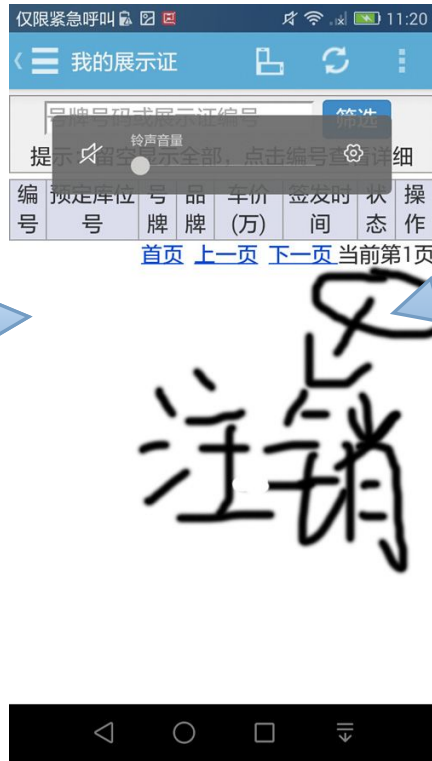 仅限紧急呼叫 11:20
我的展示证
号牌号码或展示证编号 筛选
铃声音量
提示：留空显示全部，点击编号查看详细
编号 预定库位号 号牌 品牌 车价(万) 签发时间 状态 操作
首页 上一页 下一页 当前第1页
注销